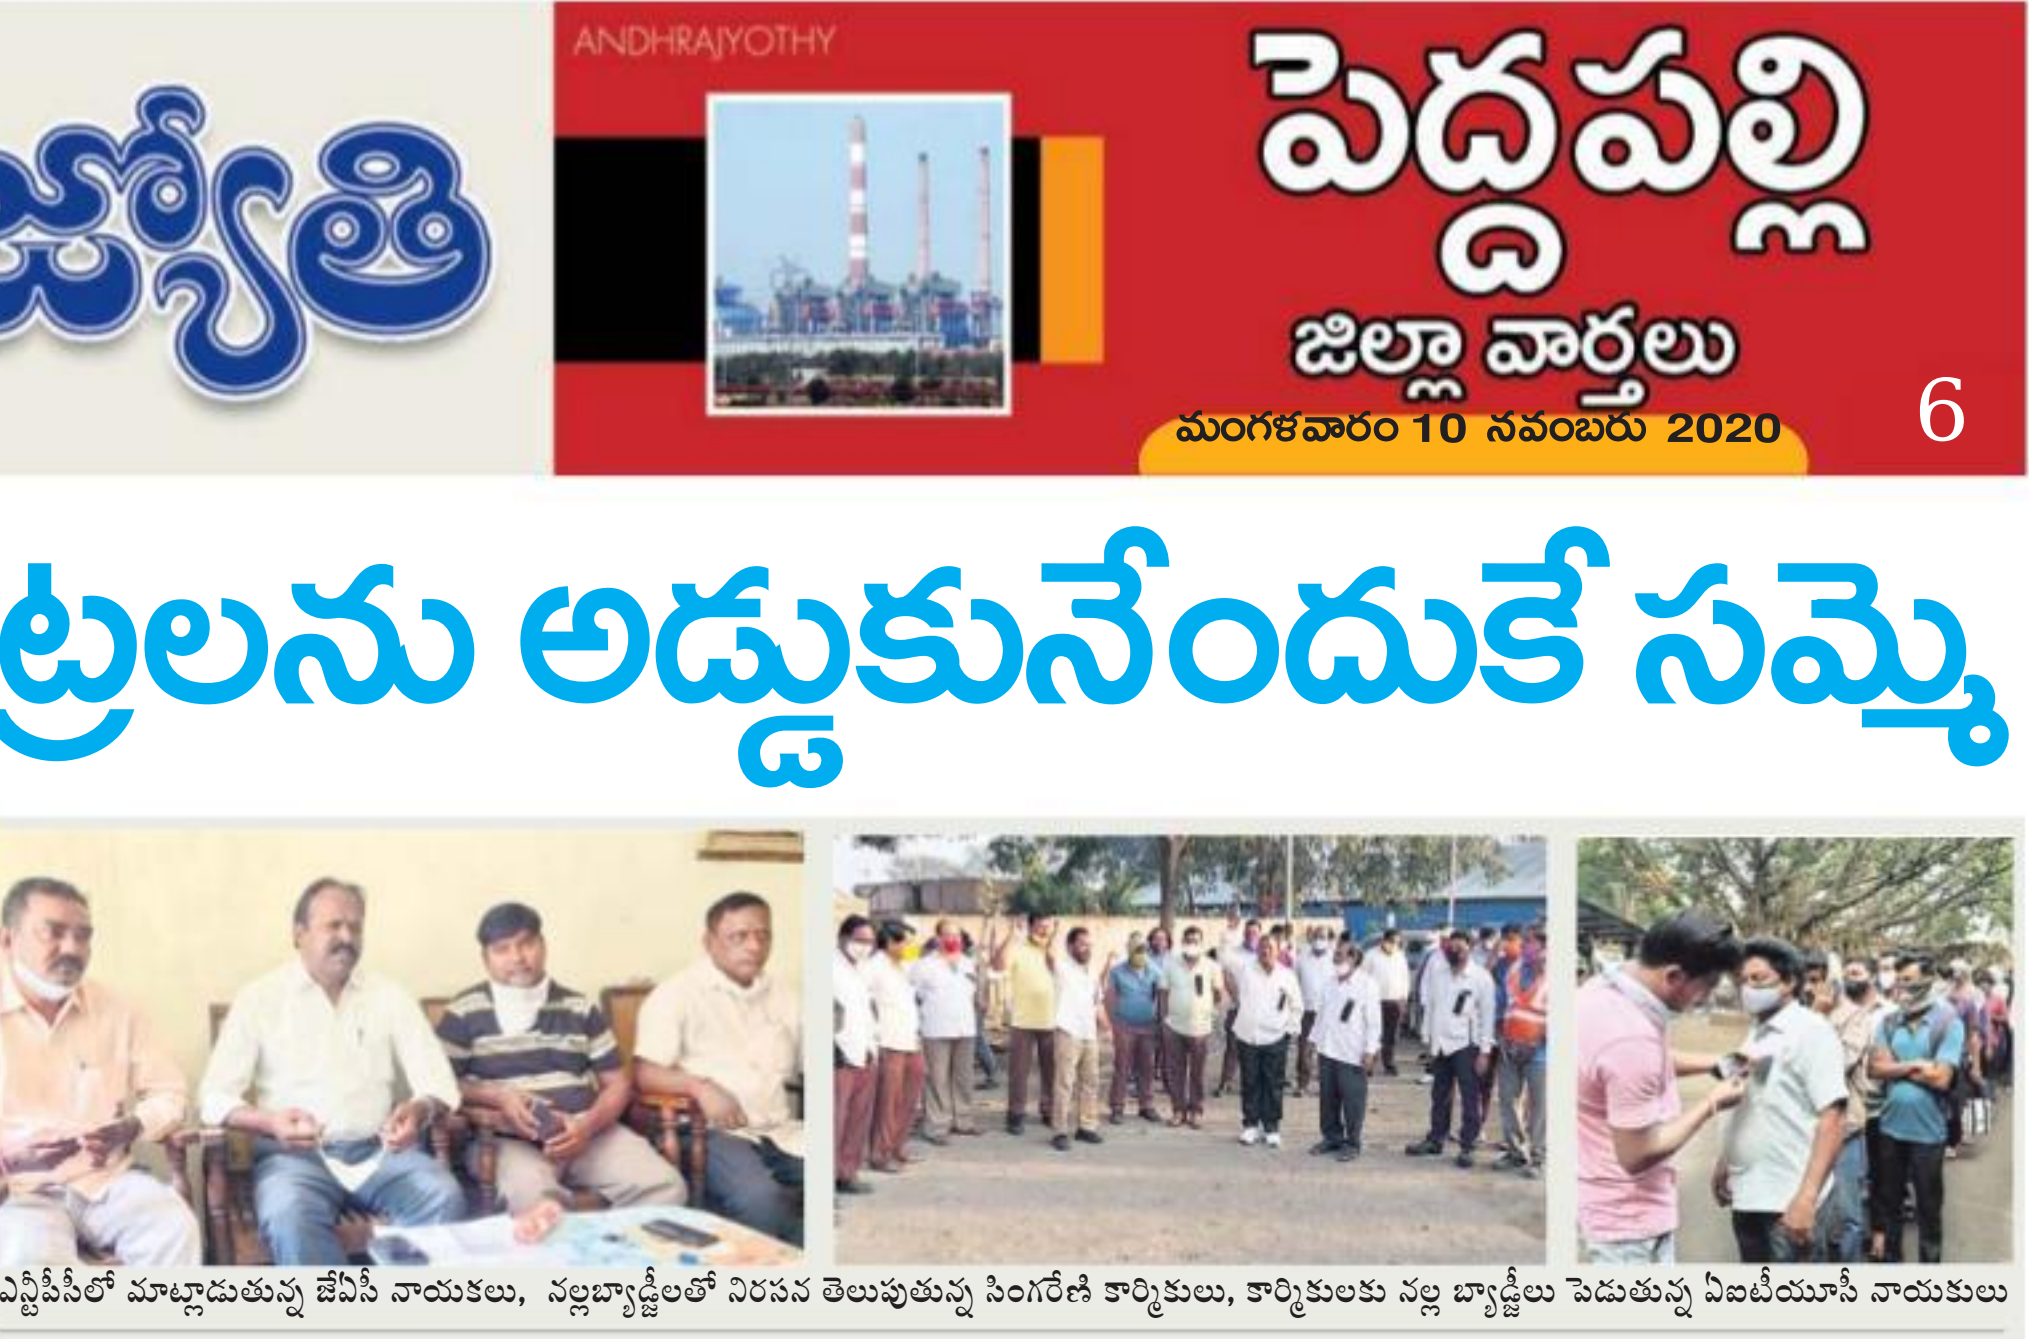 జ్యోతి
ANDHRAJYOTHY
పెద్దపల్లి
జిల్లా వార్తలు
మంగళవారం 10 నవంబరు 2020
6
ట్రలను అడ్డుకునేందుకే సమ్మె
ఎన్టీపీసీలో మాట్లాడుతున్న జేఏసీ నాయకలు, నల్లబ్యాడ్జీలతో నిరసన తెలుపుతున్న సింగరేణి కార్మికులు, కార్మికులకు నల్ల బ్యాడ్జీలు పెడుతున్న ఏఐటీయూసీ నాయకులు